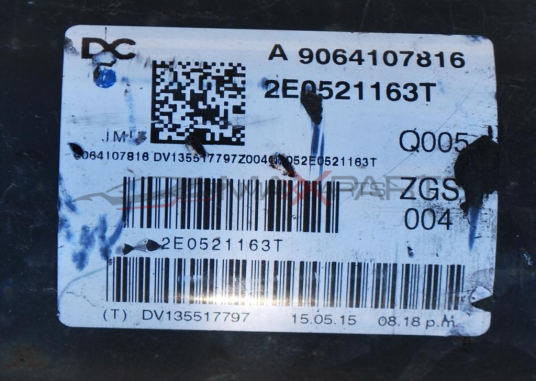 DC
A 9064107816
2E0521163T
Q005
ZGS
004
2E0521163T
(T) DV135517797 15.05.15 08.18 p.m.